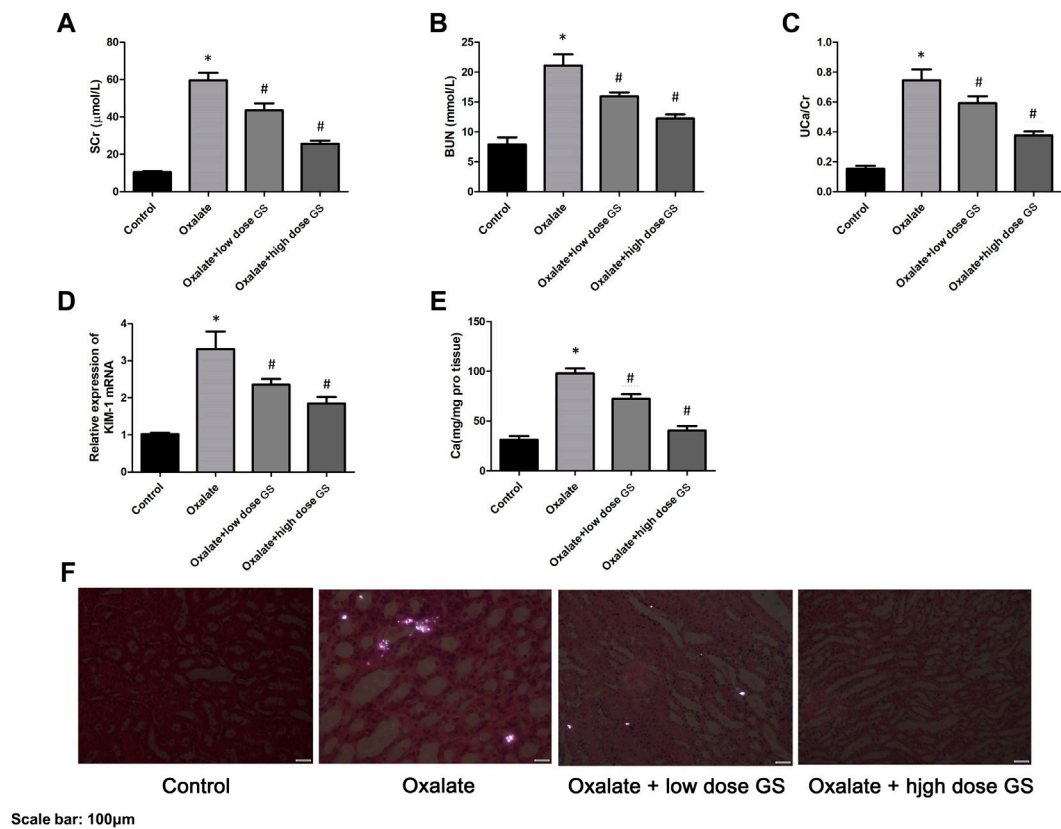 A
SCr (μmol/L)
80
60
40
20
0
*
#
#
Control
Oxalate
Oxalate+low dose GS
Oxalate+high dose GS
B
BUN (mmol/L)
25
20
15
10
5
0
*
#
#
Control
Oxalate
Oxalate+low dose GS
Oxalate+high dose GS
C
UCa/Cr
1.0
0.8
0.6
0.4
0.2
0.0
*
#
#
Control
Oxalate
Oxalate+low dose GS
Oxalate+high dose GS
D
Relative expression of
KIM-1 mRNA
4
3
2
1
0
*
#
#
Control
Oxalate
Oxalate+low dose GS
Oxalate+high dose GS
E
Ca(mg/mg pro tissue)
150
100
50
0
*
#
#
Control
Oxalate
Oxalate+low dose GS
Oxalate+high dose GS
F
Control
Oxalate
Oxalate + low dose GS
Oxalate + hjgh dose GS
Scale bar: 100μm